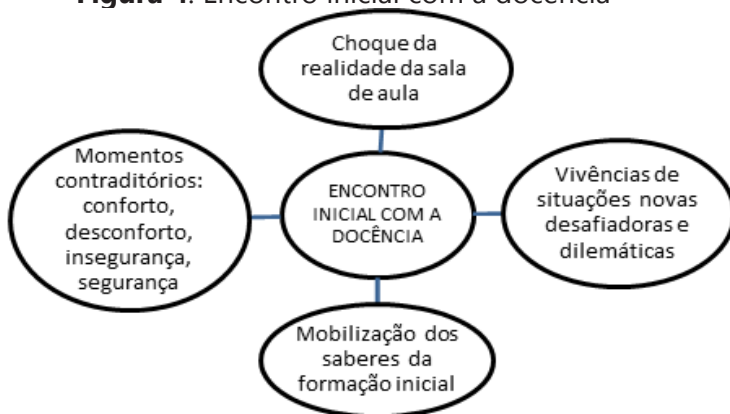 Figura 4. Encontro inicial com a docência
Choque da
realidade da sala
de aula
Momentos
contraditórios:
conforto,
desconforto,
insegurança,
segurança
ENCONTRO
INICIAL COM A
DOCÊNCIA
Vivências de
situações novas
desafiadoras e
dilemáticas
Mobilização dos
saberes da
formação inicial